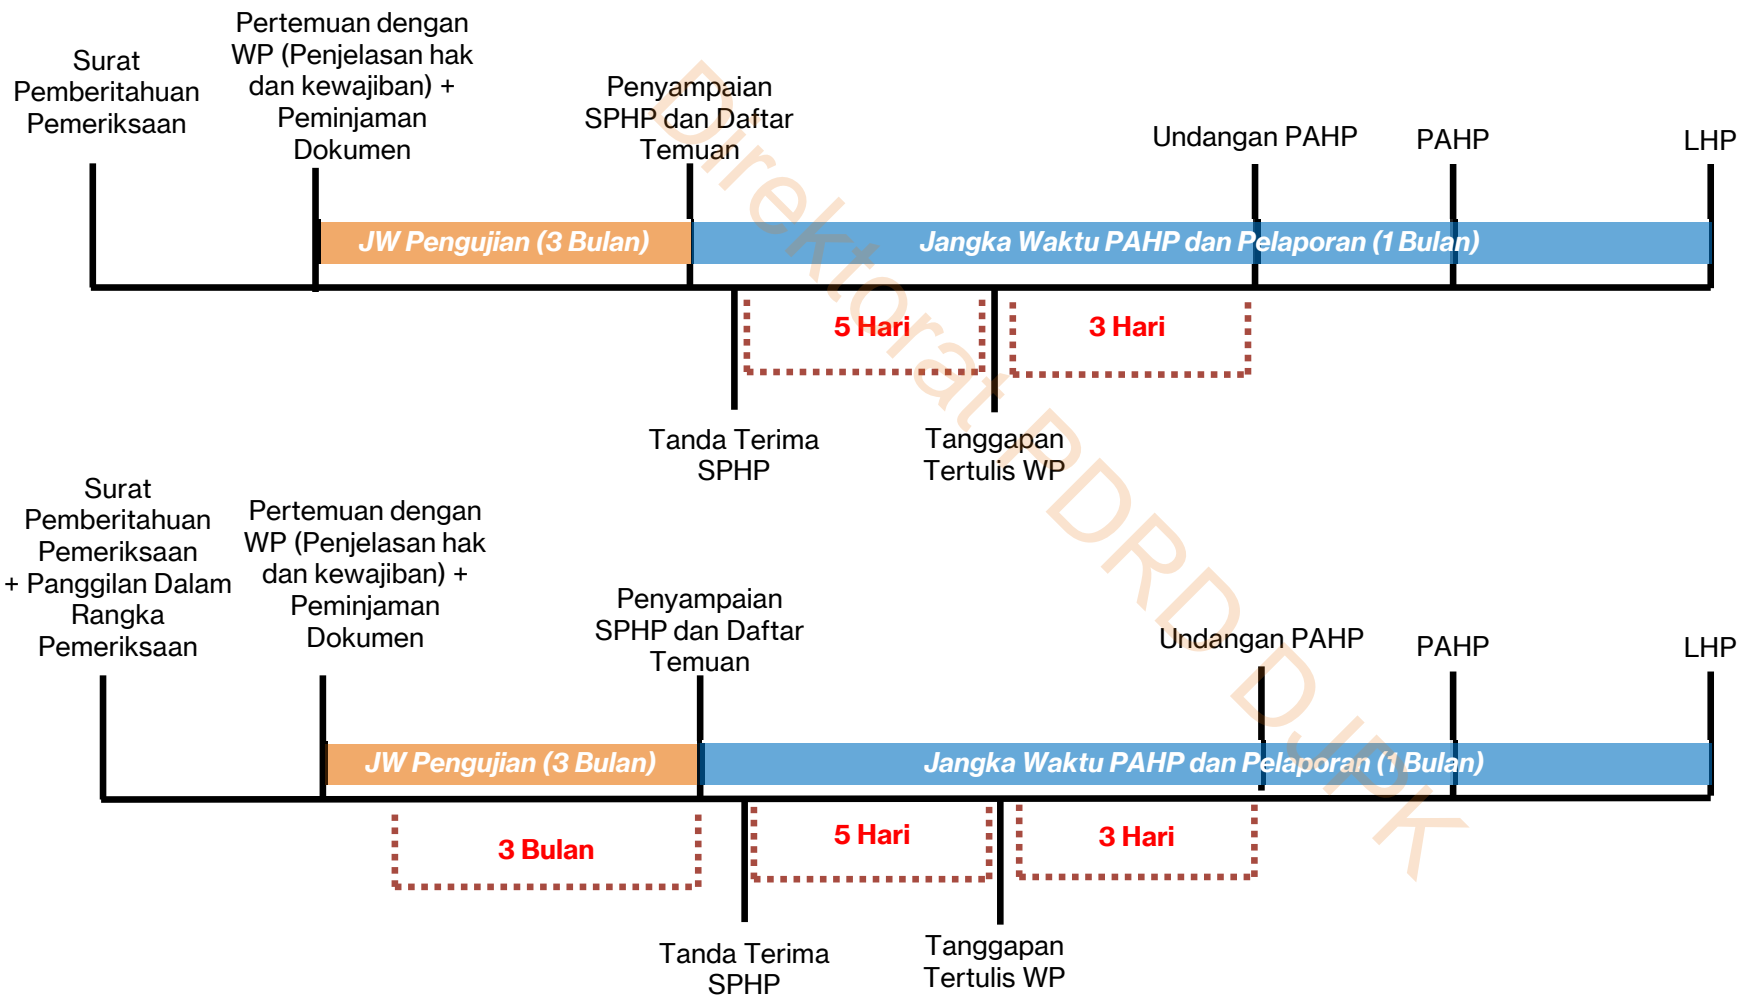 Surat
Pemberitahuan
Pemeriksaan
Pertemuan dengan
WP (Penjelasan hak
dan kewajiban) +
Peminjaman
Dokumen
Penyampaian
SPHP dan Daftar
Temuan
Undangan PAHP
PAHP
LHP
JW Pengujian (3 Bulan)
Jangka Waktu PAHP dan Pelaporan (1 Bulan)
5 Hari
3 Hari
Tanda Terima
SPHP
Tanggapan
Tertulis WP
Surat
Pemberitahuan
Pemeriksaan
+ Panggilan Dalam
Rangka
Pemeriksaan
Pertemuan dengan
WP (Penjelasan hak
dan kewajiban) +
Peminjaman
Dokumen
Penyampaian
SPHP dan Daftar
Temuan
Undangan PAHP
PAHP
LHP
JW Pengujian (3 Bulan)
Jangka Waktu PAHP dan Pelaporan (1 Bulan)
3 Bulan
5 Hari
3 Hari
Tanda Terima
SPHP
Tanggapan
Tertulis WP
Direktorat PDRD DJPK